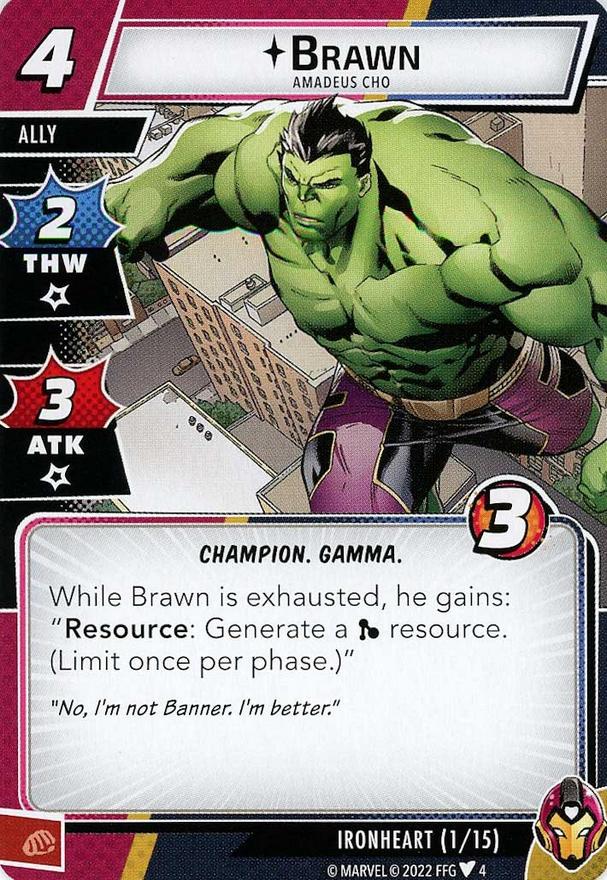 4
BRAWN
AMADEUS CHO
ALLY
2
THW
3
ATK
3
CHAMPION. GAMMA.
While Brawn is exhausted, he gains:
"Resource: Generate a resource.
(Limit once per phase.)"
"No, I'm not Banner. I'm better."
IRONHEART (1/15)
© MARVEL © 2022 FFG 4